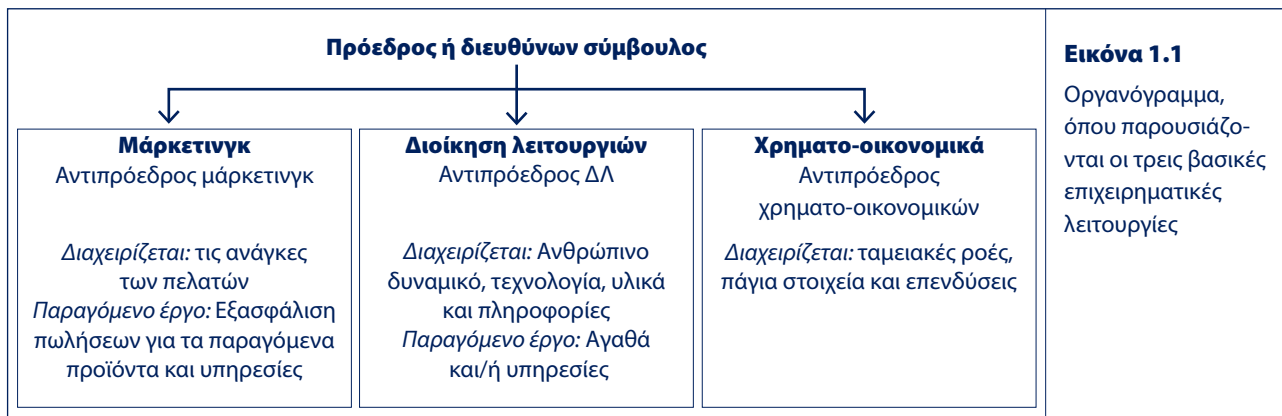 Πρόεδρος ή διευθύνων σύμβουλος
Μάρκετινγκ
Αντιπρόεδρος μάρκετινγκ
Διαχειρίζεται: τις ανάγκες
των πελατών
Παραγόμενο έργο: Εξασφάλιση
πωλήσεων για τα παραγόμενα
προϊόντα και υπηρεσίες
Διοίκηση λειτουργιών
Αντιπρόεδρος ΔΛ
Διαχειρίζεται: Ανθρώπινο
δυναμικό, τεχνολογία, υλικά
και πληροφορίες
Παραγόμενο έργο: Αγαθά
και/ή υπηρεσίες
Χρηματο-οικονομικά
Αντιπρόεδρος
χρηματο-οικονομικών
Διαχειρίζεται: ταμειακές ροές,
πάγια στοιχεία και επενδύσεις
Εικόνα 1.1
Οργανόγραμμα,
όπου παρουσιάζο-
νται οι τρεις βασικές
επιχειρηματικές
λειτουργίες